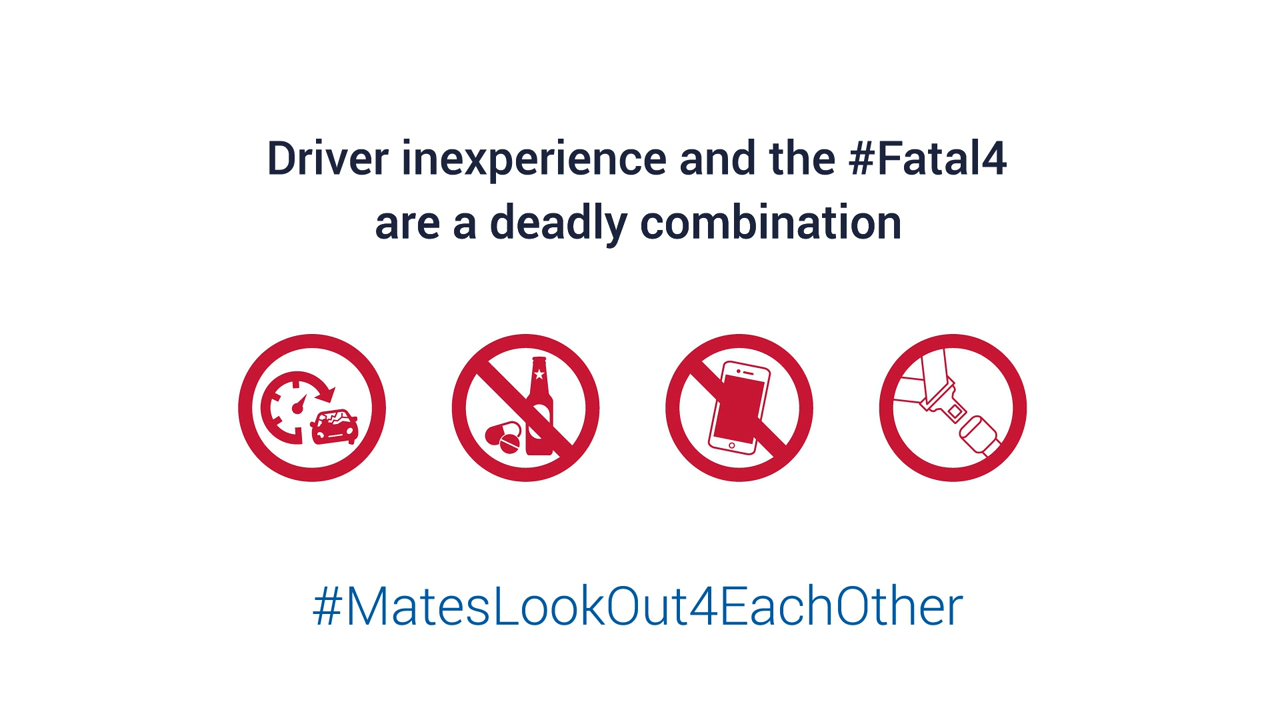 Driver inexperience and the #Fatal4
are a deadly combination
#MatesLookOut4EachOther